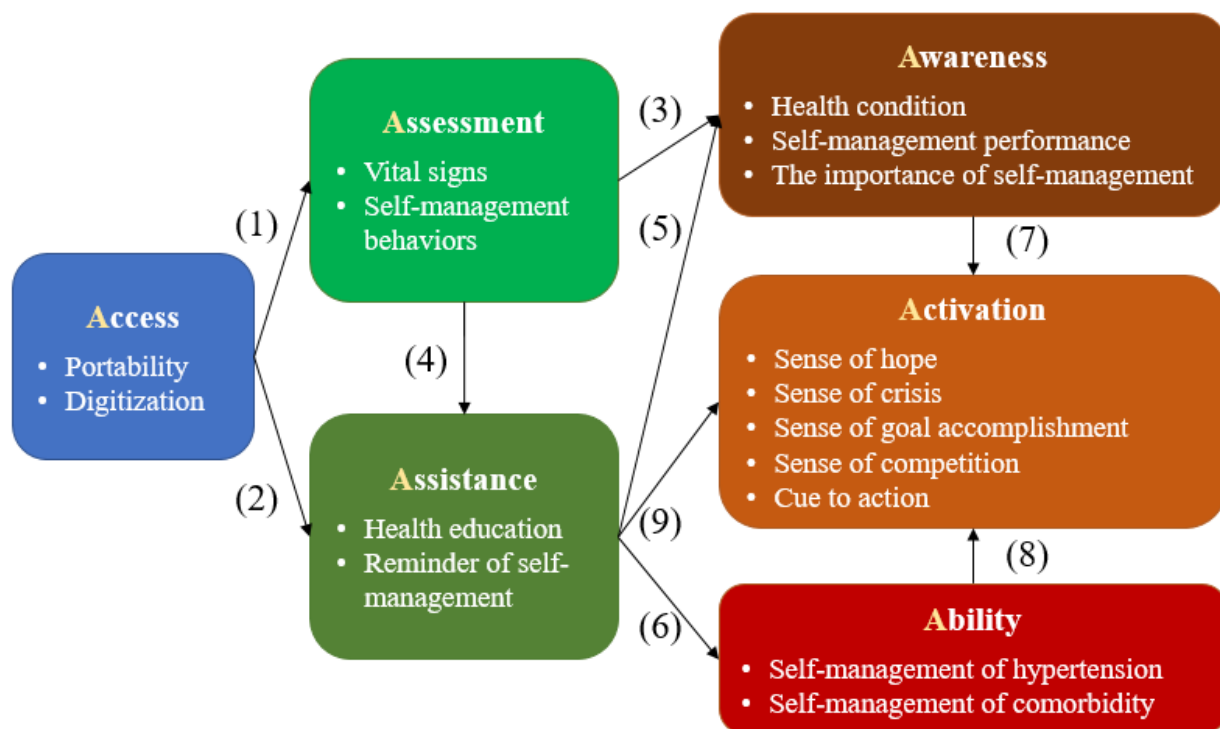 Access
• Portability
• Digitization
(1)
(2)
Assessment
• Vital signs
• Self-management
behaviors
(4)
Assistance
• Health education
• Reminder of self-
management
(3)
(5)
(9)
(6)
Awareness
• Health condition
• Self-management performance
• The importance of self-management
(7)
Activation
• Sense of hope
• Sense of crisis
• Sense of goal accomplishment
• Sense of competition
• Cue to action
(8)
Ability
• Self-management of hypertension
• Self-management of comorbidity